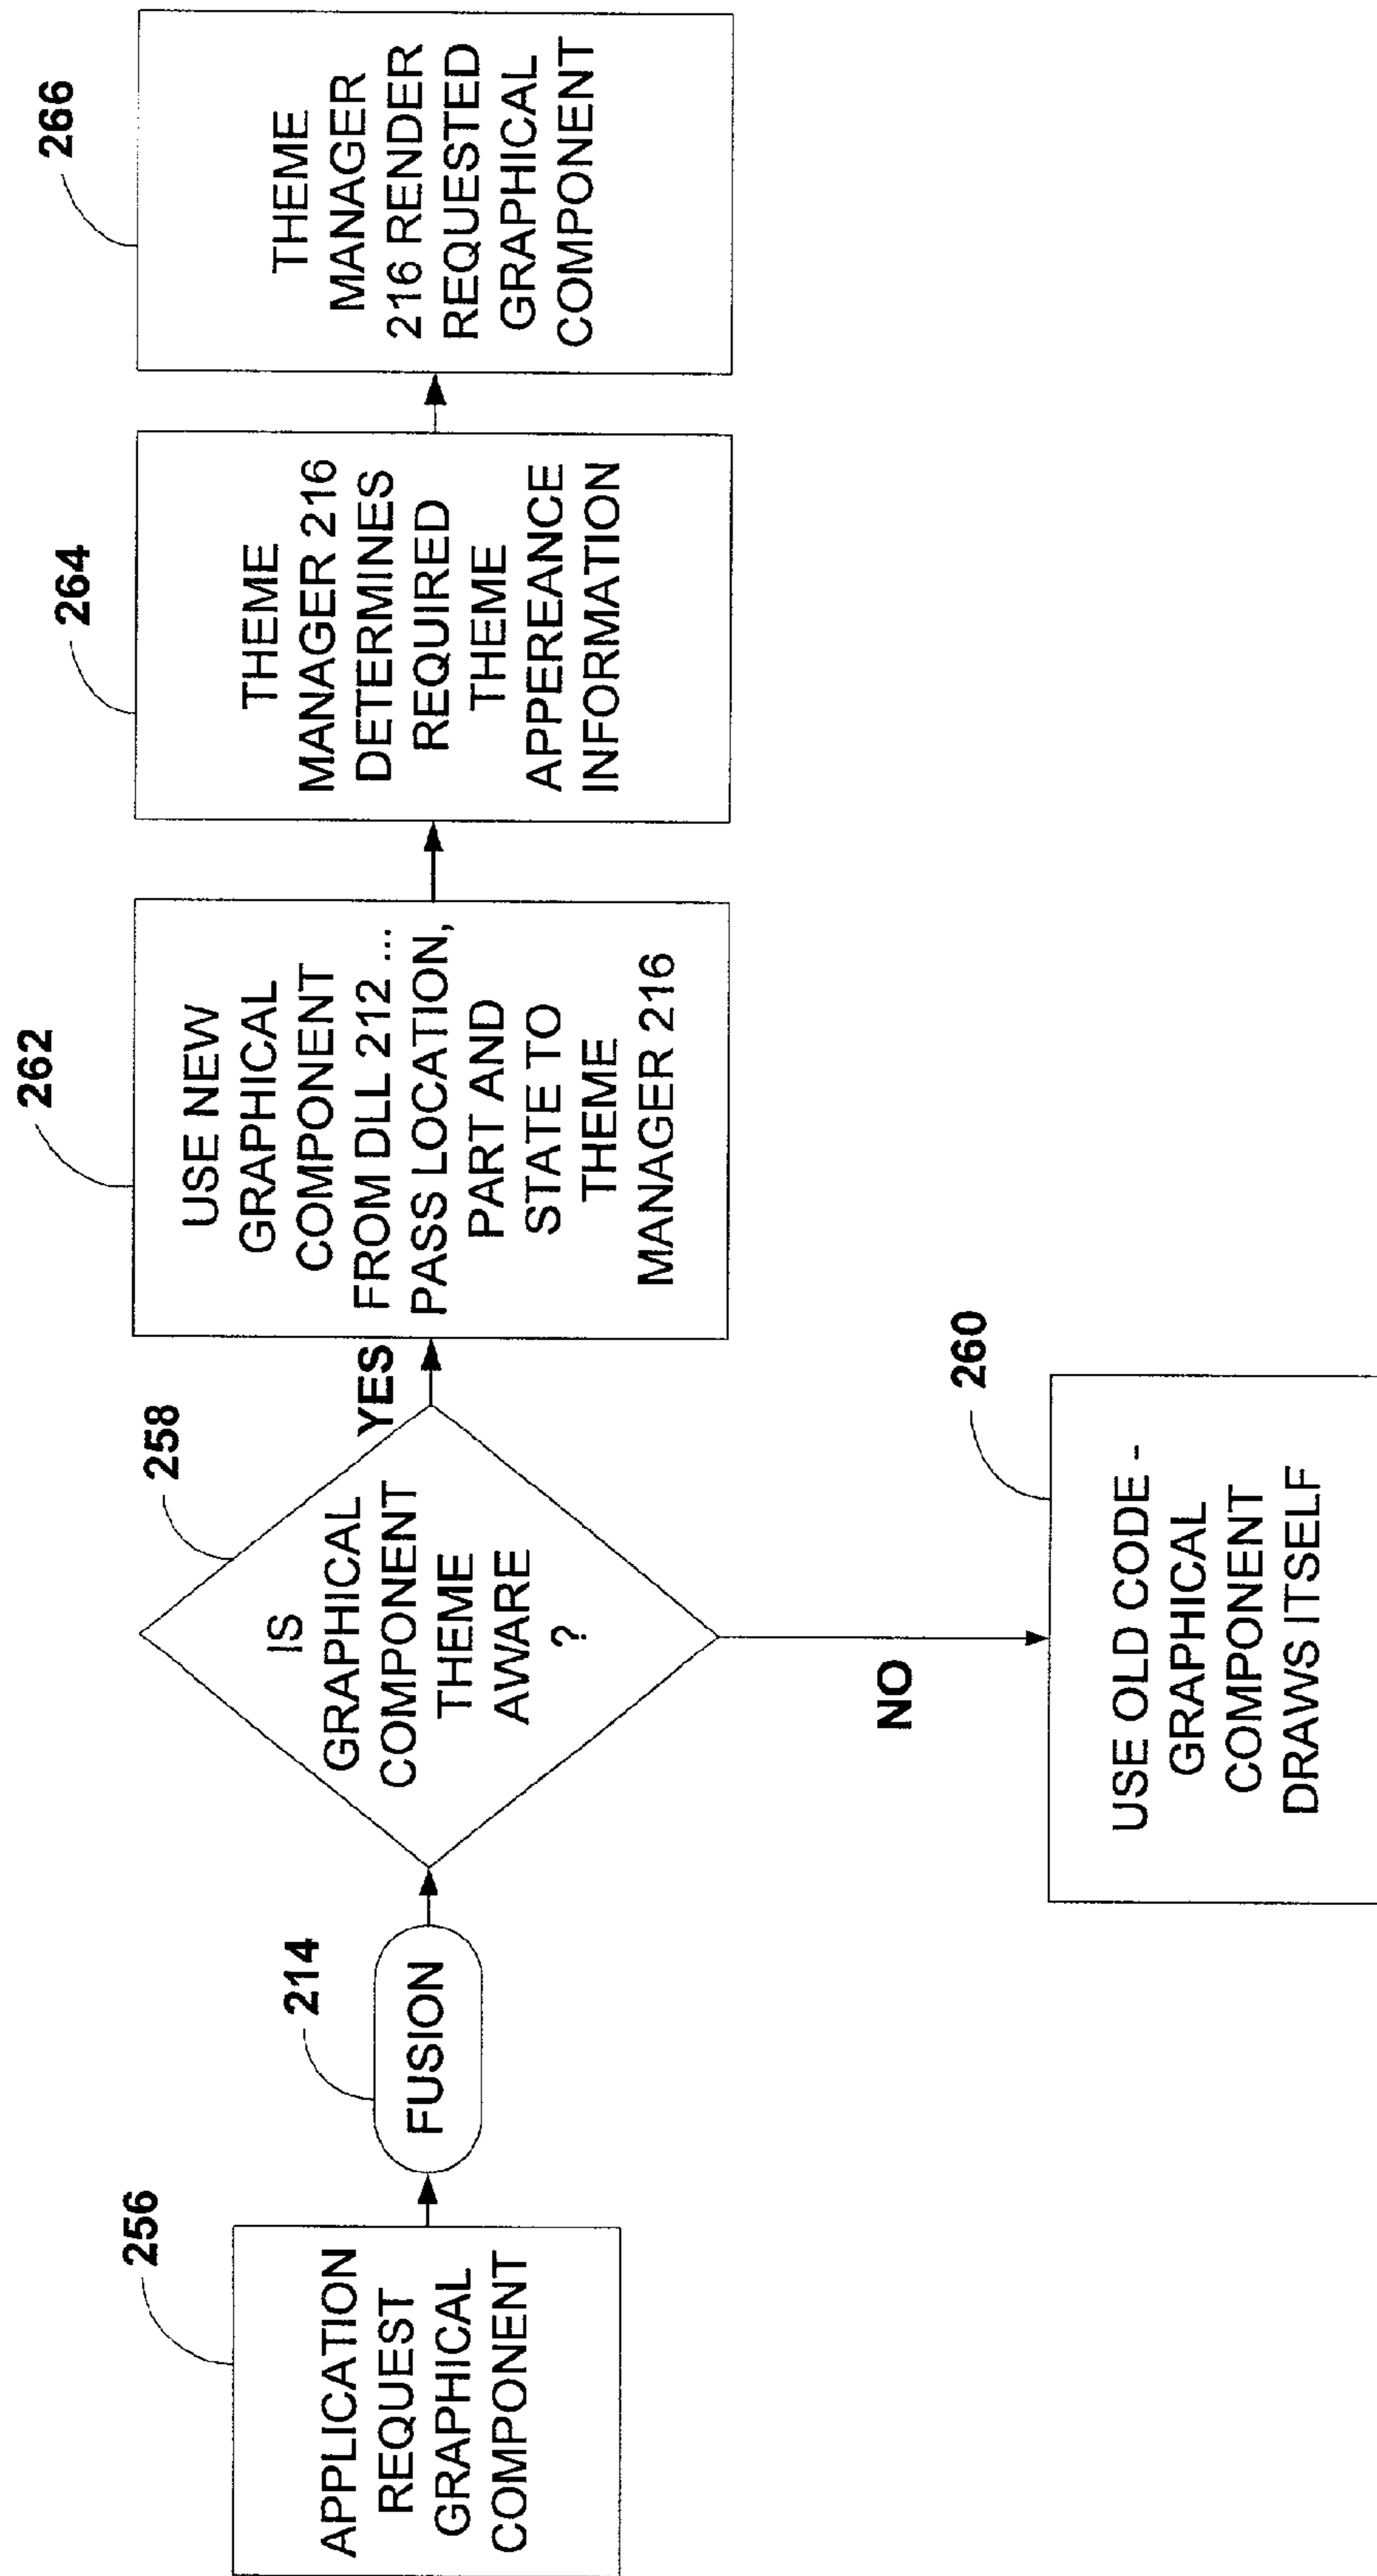 256
APPLICATION
REQUEST
GRAPHICAL
COMPONENT
214
FUSION
258
IS
GRAPHICAL
COMPONENT
THEME
AWARE
?
YES
NO
260
USE OLD CODE -
GRAPHICAL
COMPONENT
DRAWS ITSELF
262
USE NEW
GRAPHICAL
COMPONENT
FROM DLL 212 ...
PASS LOCATION,
PART AND
STATE TO
THEME
MANAGER 216
264
THEME
MANAGER 216
DETERMINES
REQUIRED
THEME
APPEREANCE
INFORMATION
266
THEME
MANAGER
216 RENDER
REQUESTED
GRAPHICAL
COMPONENT